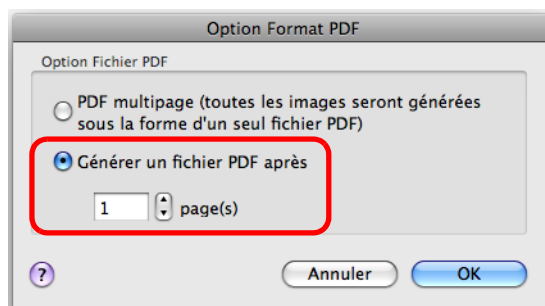 Option Format PDF
Option Fichier PDF
PDF multipage (toutes les images seront générées
sous la forme d'un seul fichier PDF)
Générer un fichier PDF après
1 page(s)
? Annuler OK